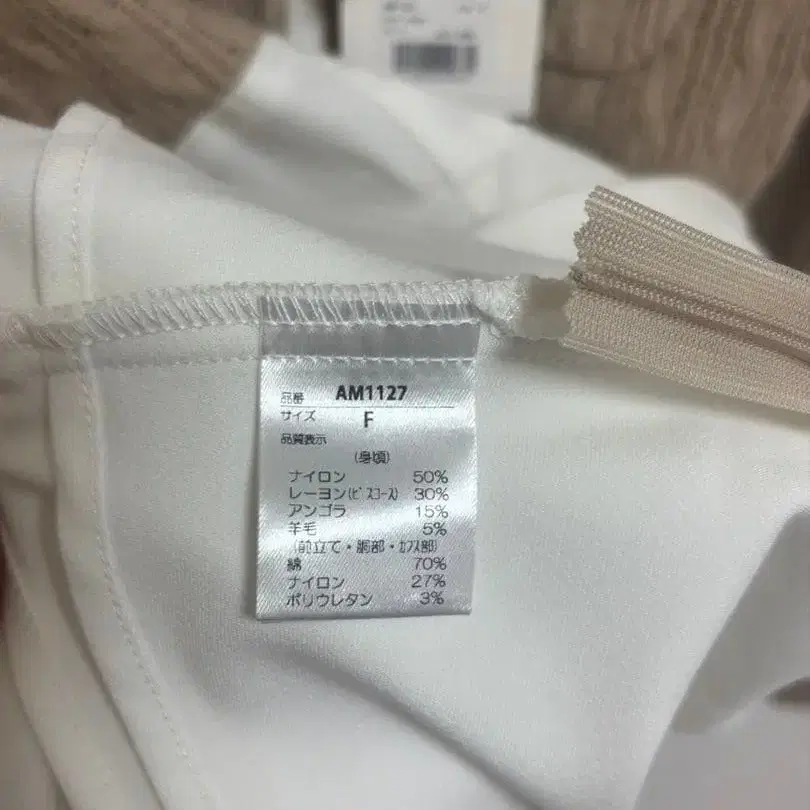 品番 AM1127
サイズ F
品質表示
(身頃)
ナイロン 50%
レーヨン(ビスコース) 30%
アンゴラ 15%
羊毛 5%
(前立て・胴部・カフス部)
綿 70%
ナイロン 27%
ポリウレタン 3%